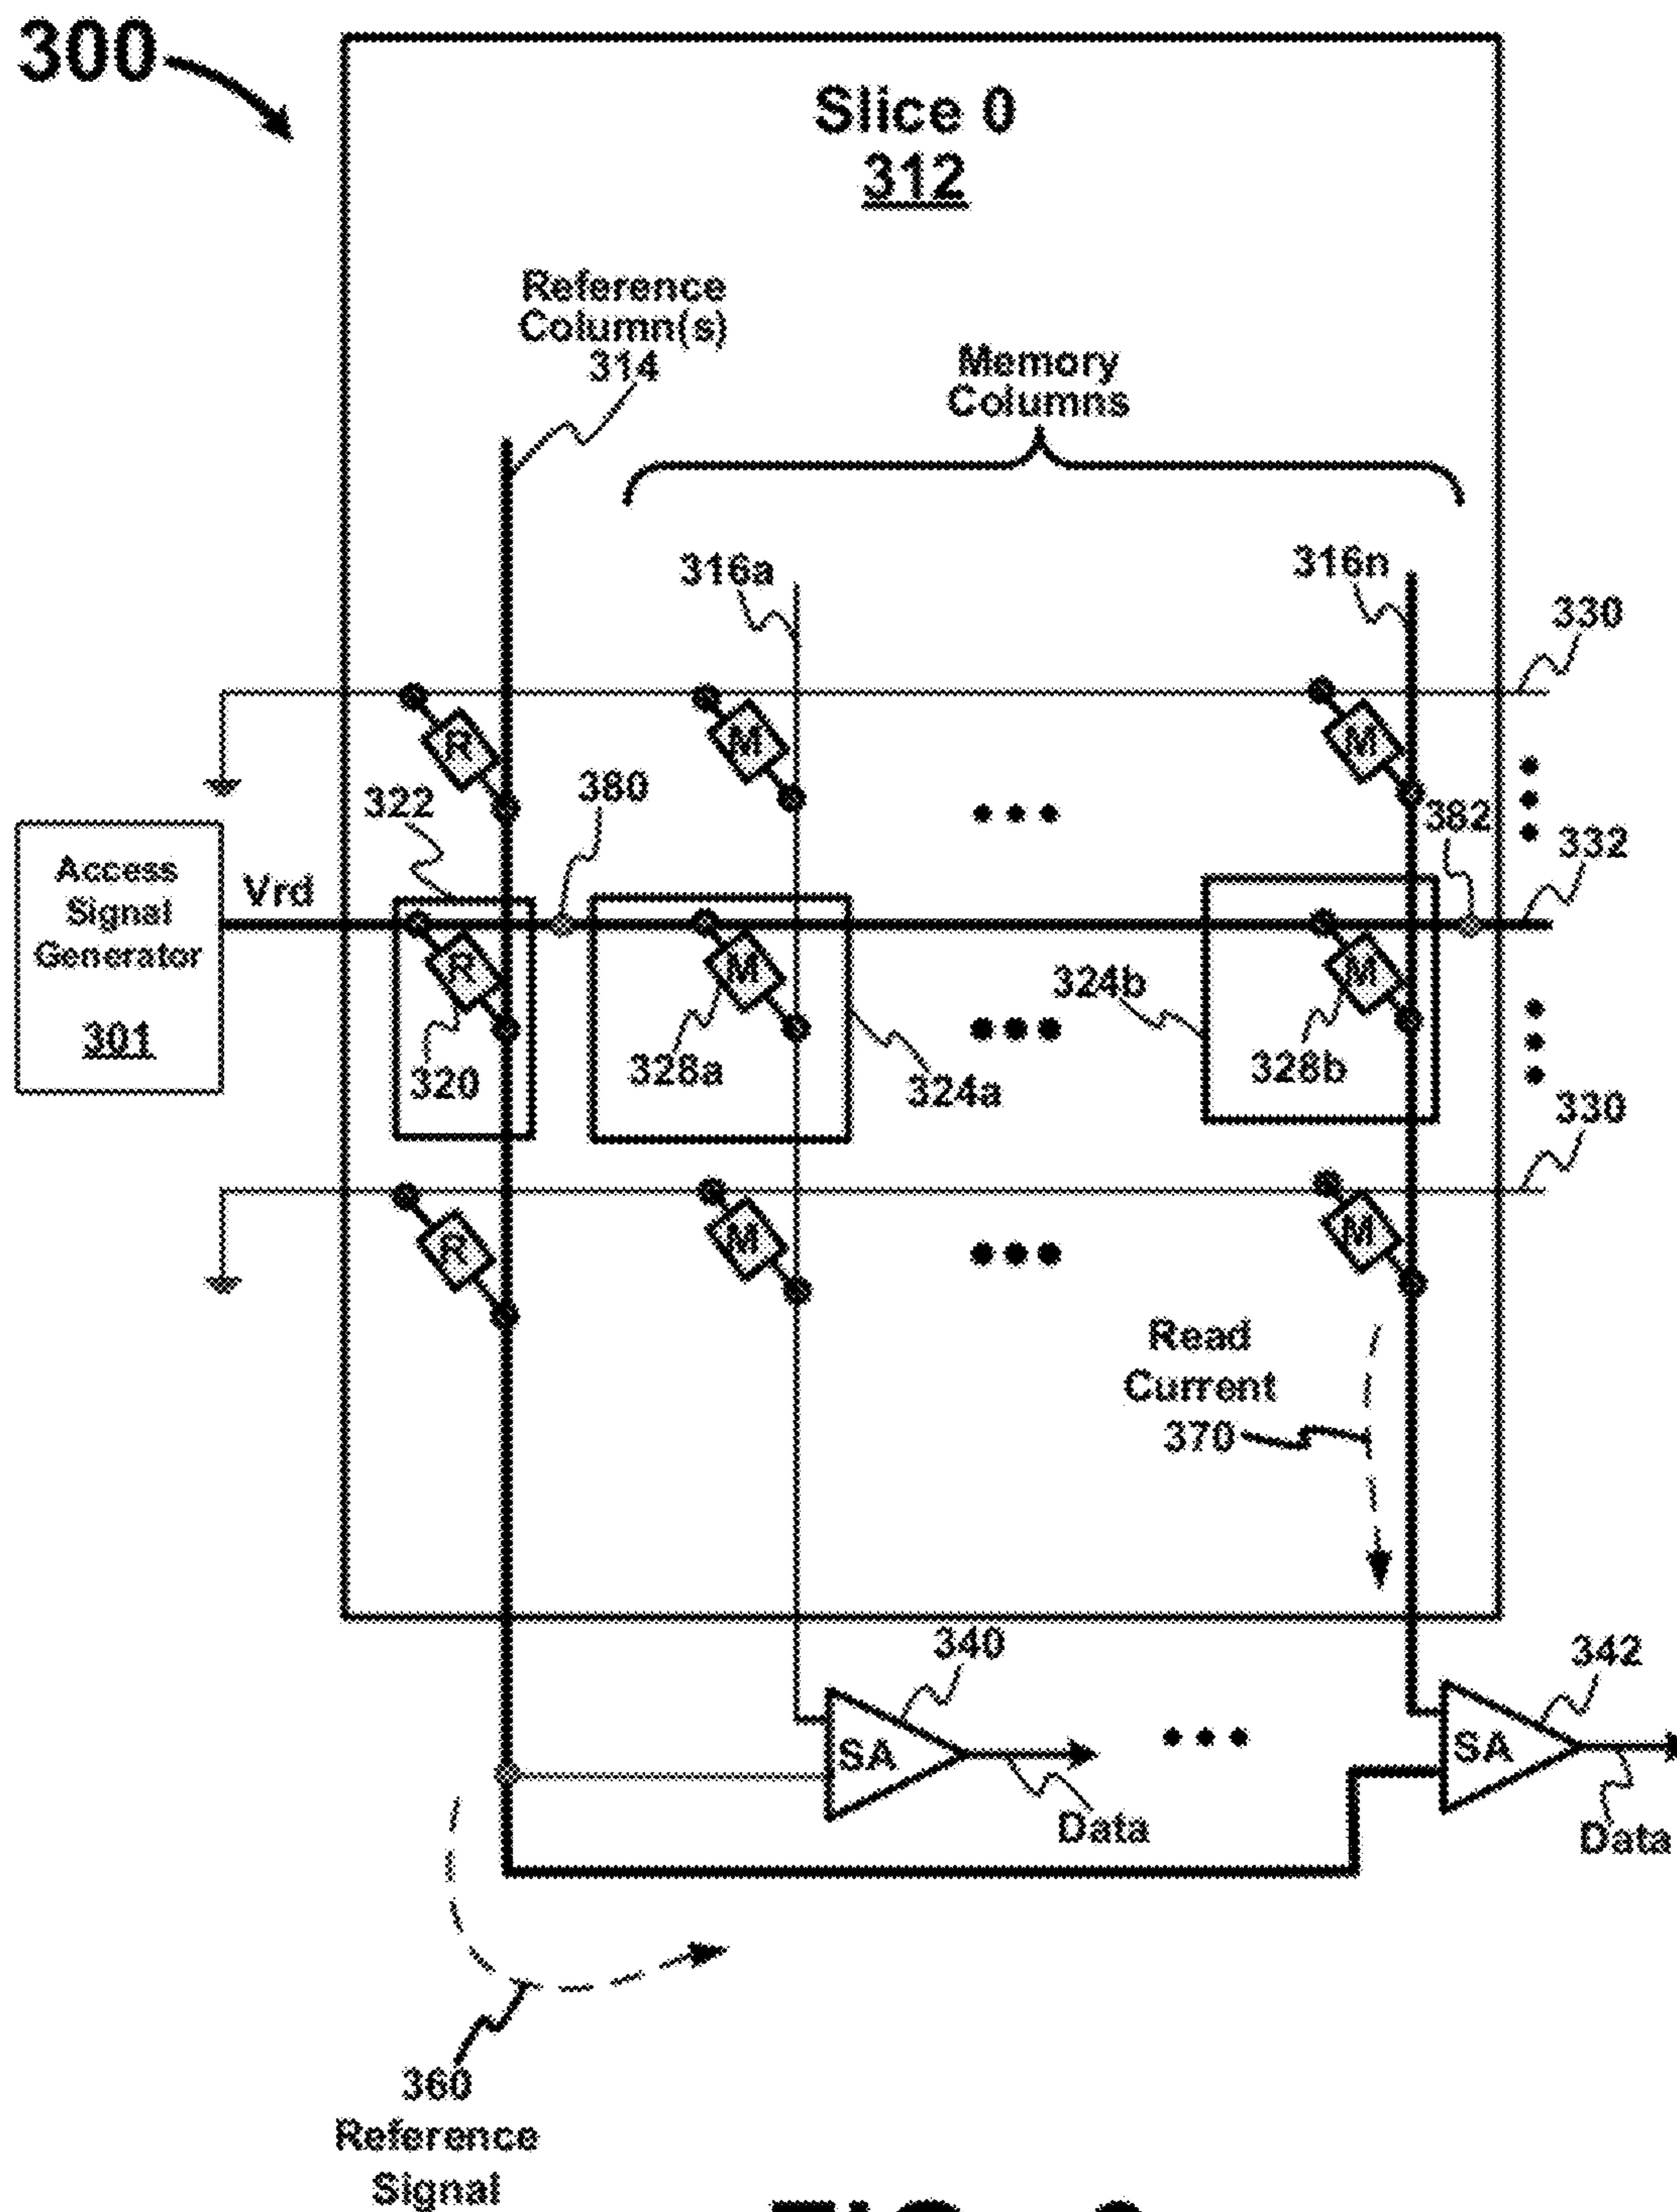 300
Slice 0
312
Reference
Column(s)
314
Memory
Columns
316a
316n
330
R
M
M
322
380
382
332
Access
Signal
Generator
301
Vrd
R
M
M
320
328a
324a
324b
328b
330
R
M
M
Read
Current
370
340
342
SA
SA
Data
Data
360
Reference
Signal